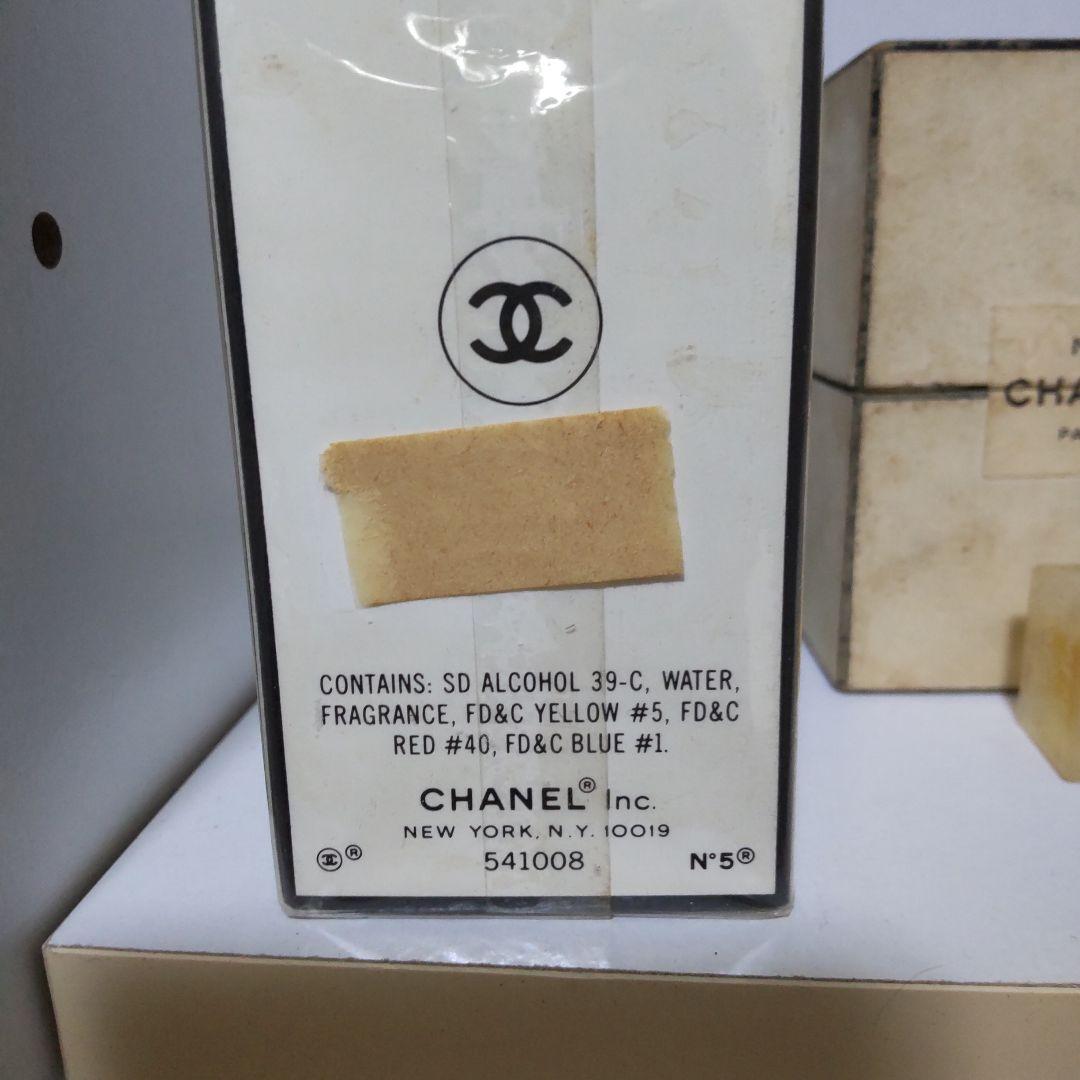 CONTAINS: SD ALCOHOL 39-C, WATER,
FRAGRANCE, FD&C YELLOW #5, FD&C
RED #40, FD&C BLUE #1.
CHANEL® Inc.
NEW YORK, N.Y. 10019
® 541008 N°5®